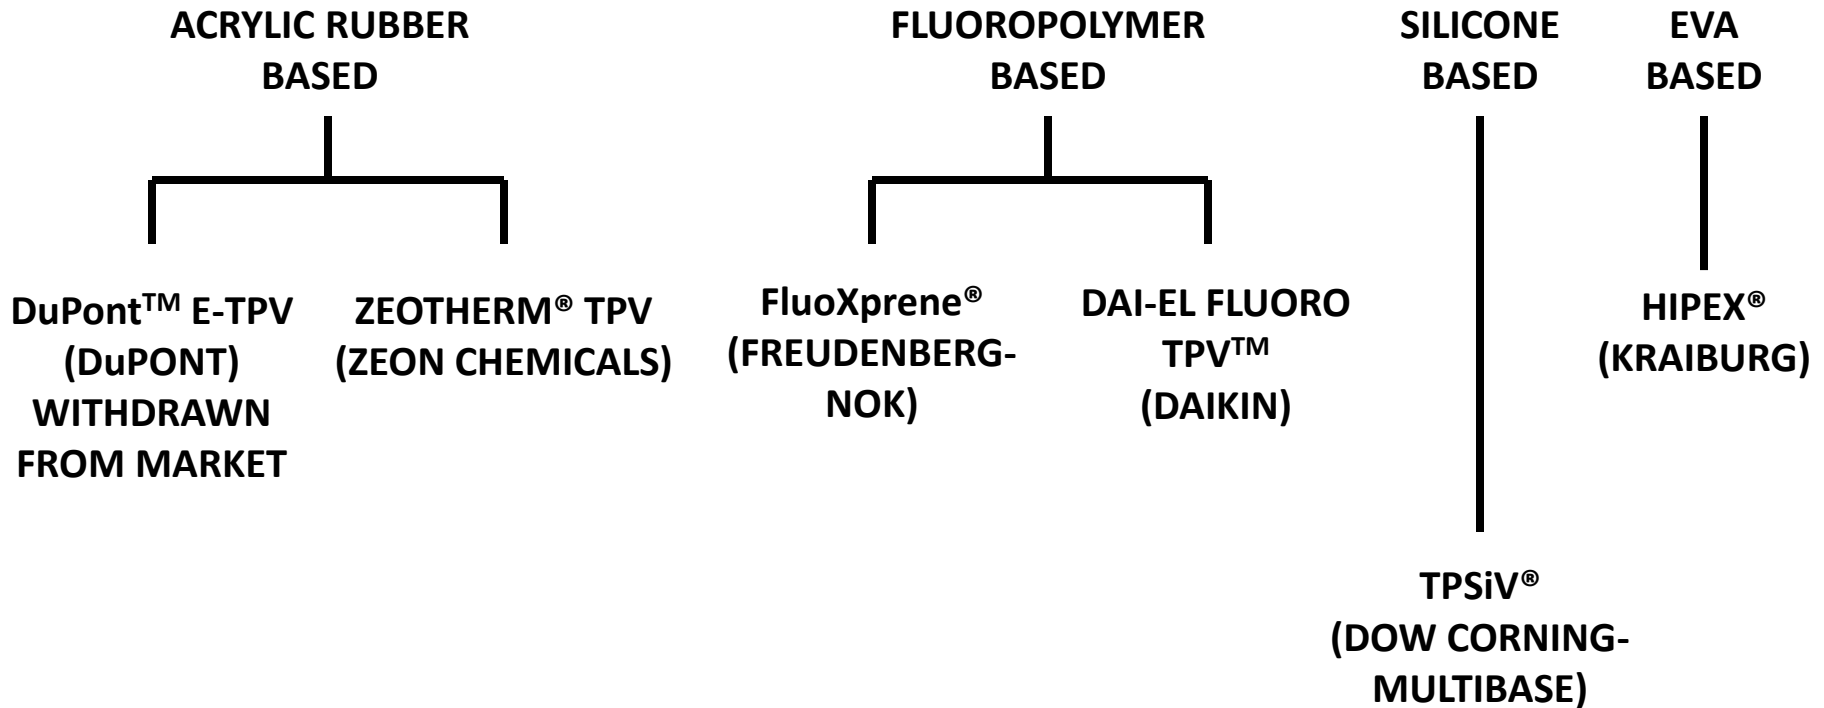 ACRYLIC RUBBER
BASED
FLUOROPOLYMER
BASED
SILICONE
BASED
EVA
BASED
DuPont™ E-TPV
(DuPONT)
WITHDRAWN
FROM MARKET
ZEOTHERM® TPV
(ZEON CHEMICALS)
FluoXprene®
(FREUDENBERG-
NOK)
DAI-EL FLUORO
TPV™
(DAIKIN)
HIPEX®
(KRAIBURG)
TPSiV®
(DOW CORNING-
MULTIBASE)